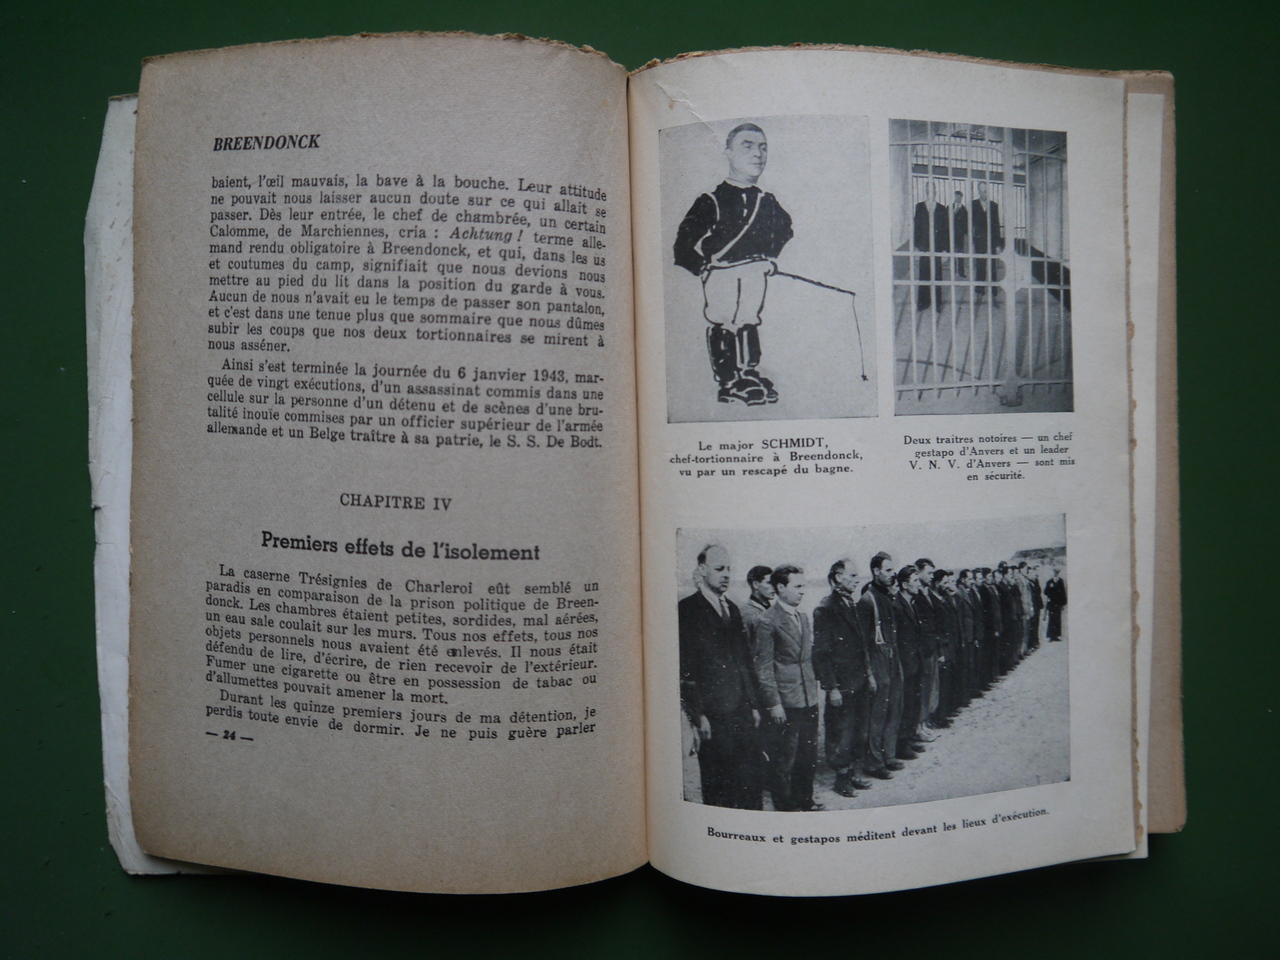 BREENDONCK
baient, l'œil mauvais, la bave à la bouche. Leur attitude
ne pouvait nous laisser aucun doute sur ce qui allait se
passer. Dès leur entrée, le chef de chambrée, un certain
Calomme, de Marchiennes, cria : Achtung ! terme alle-
mand rendu obligatoire à Breendonck, et qui, dans les us
et coutumes du camp, signifiait que nous devions nous
mettre au pied du lit dans la position du garde à vous.
Aucun de nous n'avait eu le temps de passer son pantalon,
et c'est dans une tenue plus que sommaire que nous dûmes
subir les coups que nos deux tortionnaires se mirent à
nous asséner.
Ainsi s'est terminée la journée du 6 janvier 1943, mar-
quée de vingt exécutions, d'un assassinat commis dans une
cellule sur la personne d'un détenu et de scènes d'une bru-
talité inouïe commises par un officier supérieur de l'armée
allemande et un Belge traître à sa patrie, le S. S. De Bodt.
CHAPITRE IV
Premiers effets de l'isolement
La caserne Trésignies de Charleroi eût semblé un
paradis en comparaison de la prison politique de Breen-
donck. Les chambres étaient petites, sordides, mal aérées,
un eau sale coulait sur les murs. Tous nos effets, tous nos
objets personnels nous avaient été enlevés. Il nous était
défendu de lire, d'écrire, de rien recevoir de l'extérieur.
Fumer une cigarette ou être en possession de tabac ou
d'allumettes pouvait amener la mort.
Durant les quinze premiers jours de ma détention, je
perdis toute envie de dormir. Je ne puis guère parler
— 24 —
Le major SCHMIDT,
chef-tortionnaire à Breendonck,
vu par un rescapé du bagne.
Deux traitres notoires — un chef
gestapo d'Anvers et un leader
V. N. V. d'Anvers — sont mis
en sécurité.
Bourreaux et gestapos méditent devant les lieux d'exécution.